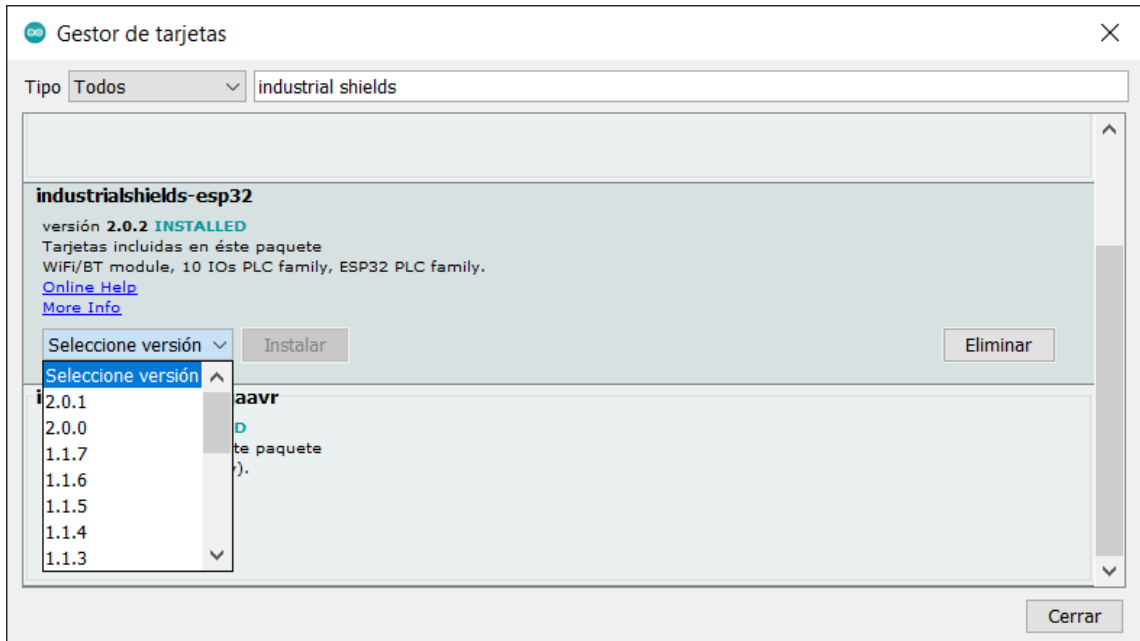 Gestor de tarjetas
Tipo Todos industrial shields
industrialshields-esp32
versión 2.0.2 INSTALLED
Tarjetas incluidas en éste paquete
WiFi/BT module, 10 IOs PLC family, ESP32 PLC family.
Online Help
More Info
Seleccione versión Instalar Eliminar
Seleccione versión
2.0.1
2.0.0
1.1.7
1.1.6
1.1.5
1.1.4
1.1.3
Cerrar